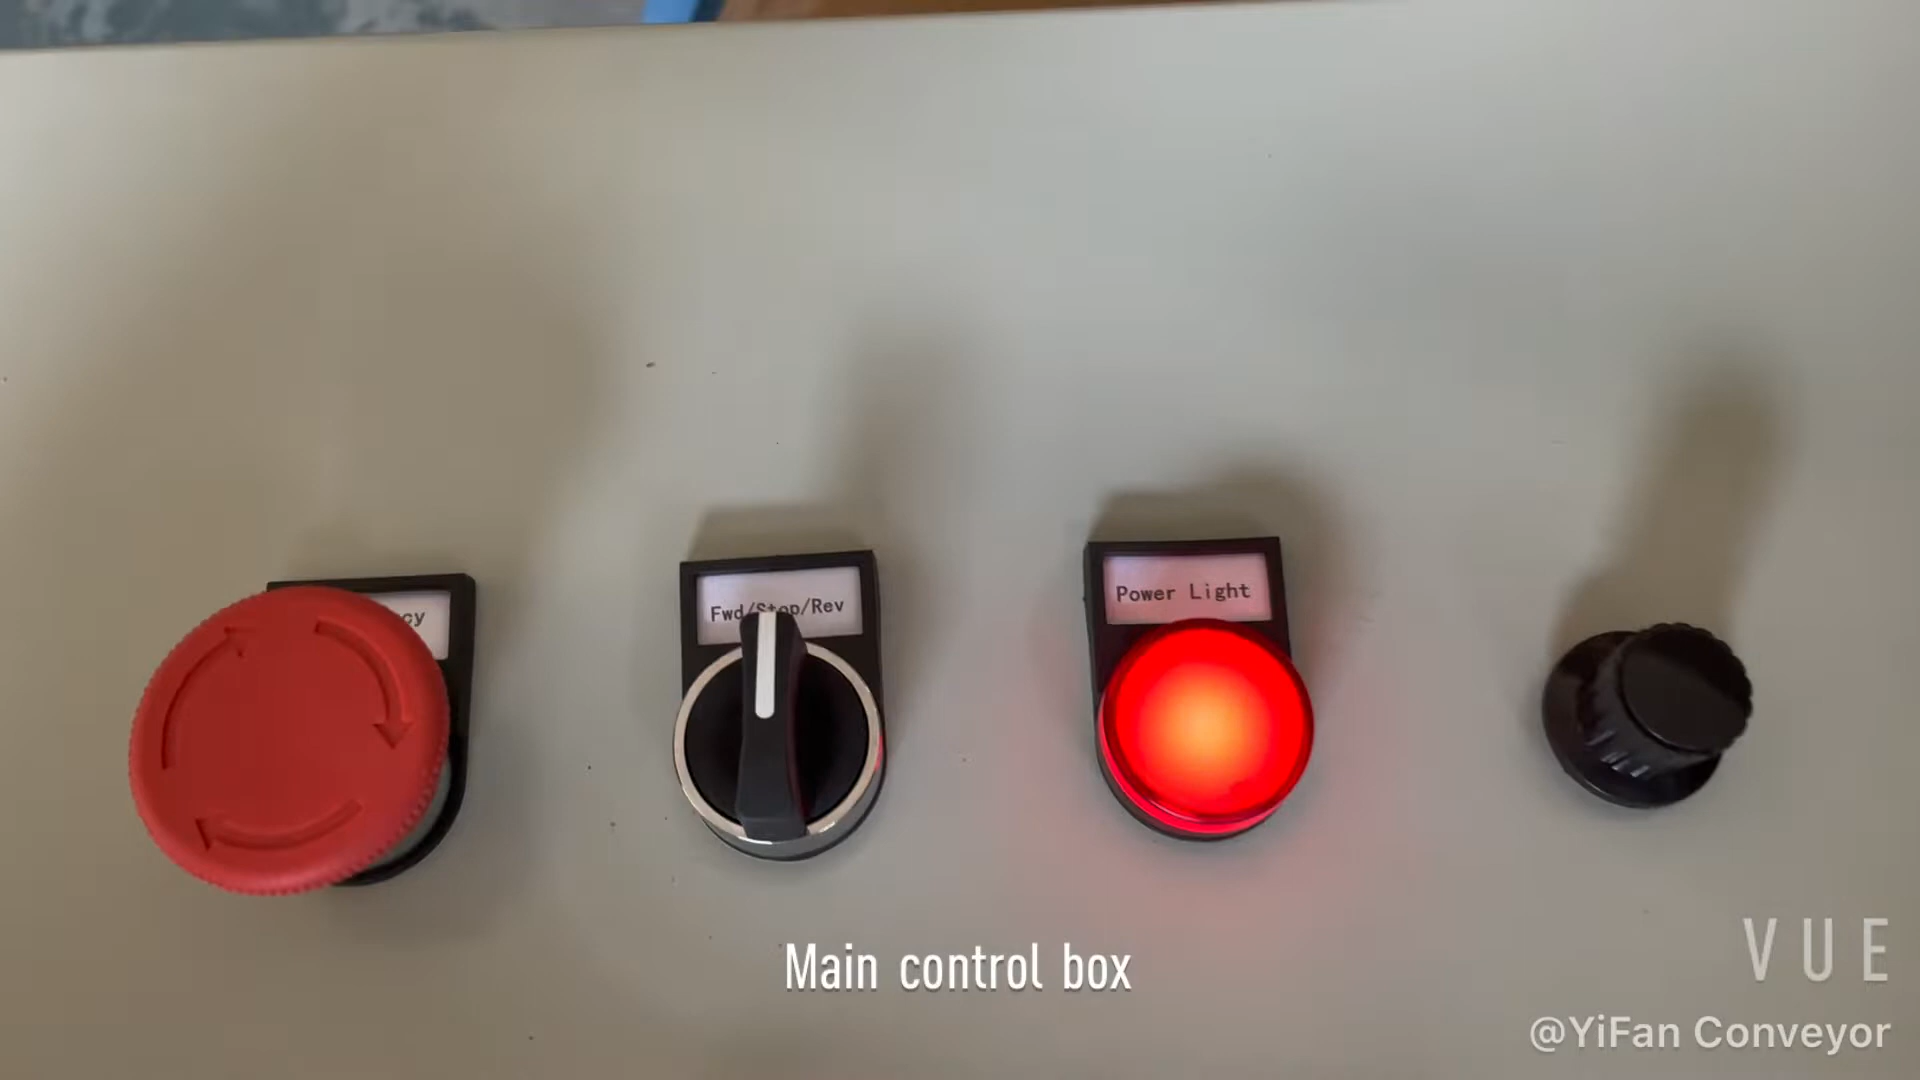 Fwd/Stop/Rev
Power Light
Main control box
VUE
@YiFan Conveyor